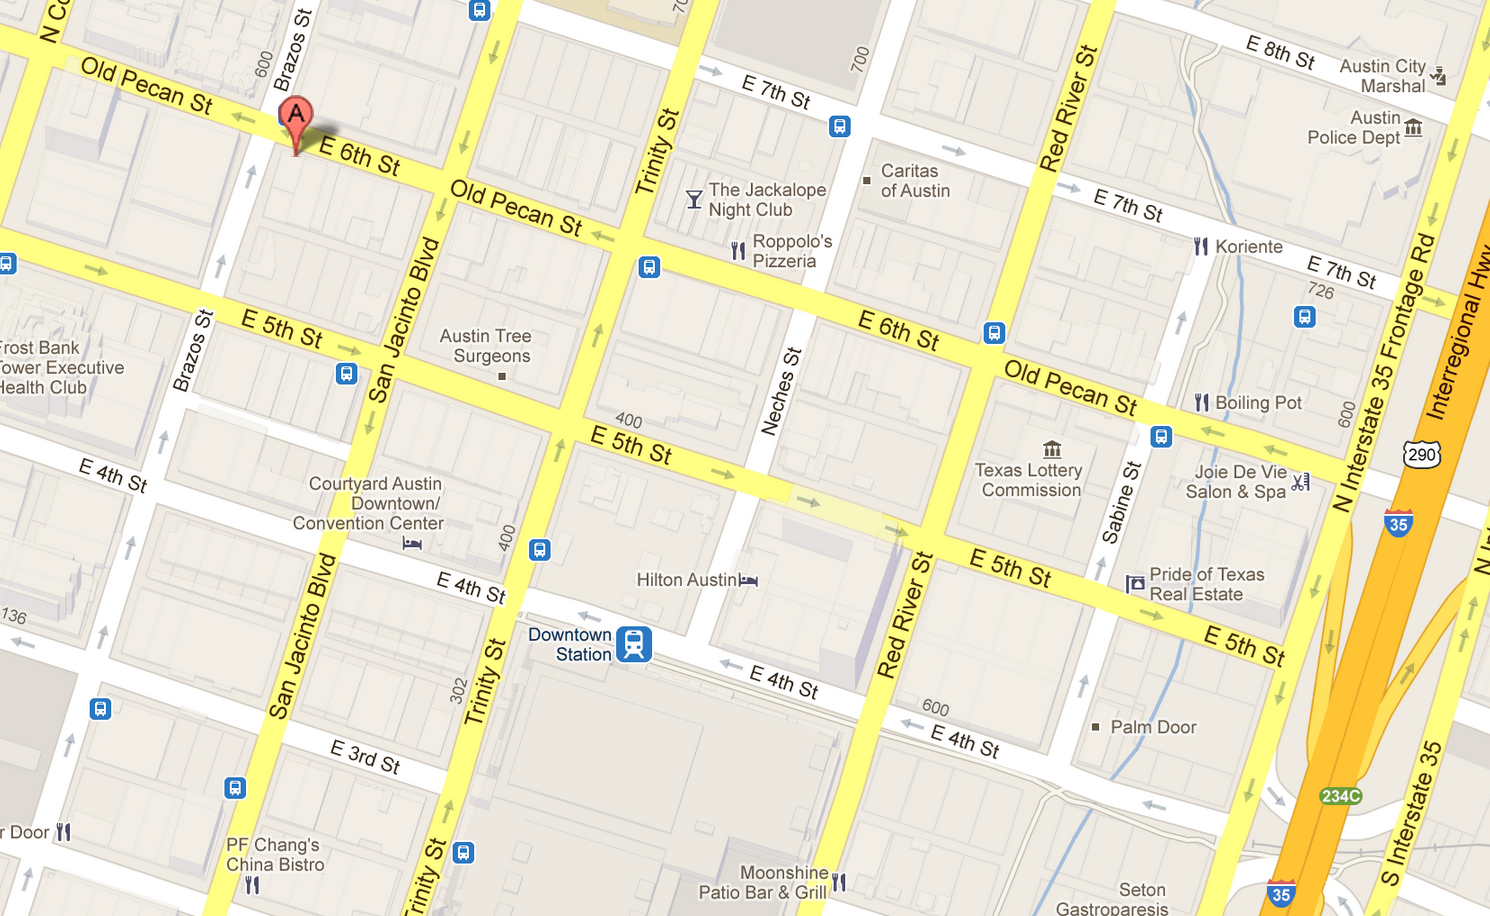 N Co
Brazos St
600
Old Pecan St
A
E 6th St
Old Pecan St
Trinity St
70
E 7th St
700
Red River St
E 8th St
Austin City
Marshal
Austin
Police Dept
Caritas
of Austin
The Jackalope
Night Club
Roppolo's
Pizzeria
E 7th St
Koriente
E 7th St
726
N Interstate 35 Frontage Rd
Interregional Hwy
E 5th St
San Jacinto Blvd
Brazos St
Frost Bank
Tower Executive
Health Club
Austin Tree
Surgeons
E 6th St
Neches St
Old Pecan St
Boiling Pot
600
290
35
400
E 5th St
Texas Lottery
Commission
Joie De Vie
Salon & Spa
Sabine St
E 4th St
Courtyard Austin
Downtown/
Convention Center
400
E 4th St
Hilton Austin
E 5th St
Pride of Texas
Real Estate
N Int
136
San Jacinto Blvd
Downtown
Station
Red River St
E 5th St
302
Trinity St
E 4th St
600
E 4th St
Palm Door
E 3rd St
234C
S Interstate 35
r Door
PF Chang's
China Bistro
Trinity St
Moonshine
Patio Bar & Grill
Seton
Gastroparesis
35